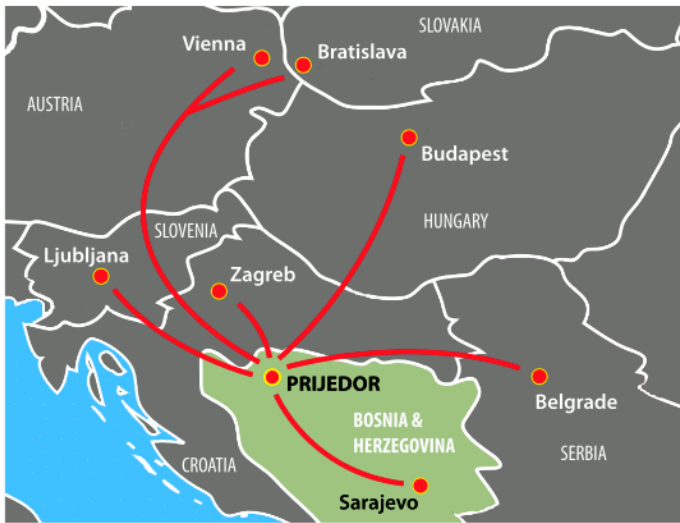 SLOVAKIA
Vienna
Bratislava
AUSTRIA
Budapest
HUNGARY
SLOVENIA
Ljubljana
Zagreb
PRIJEDOR
Belgrade
BOSNIA &
HERZEGOVINA
SERBIA
CROATIA
Sarajevo